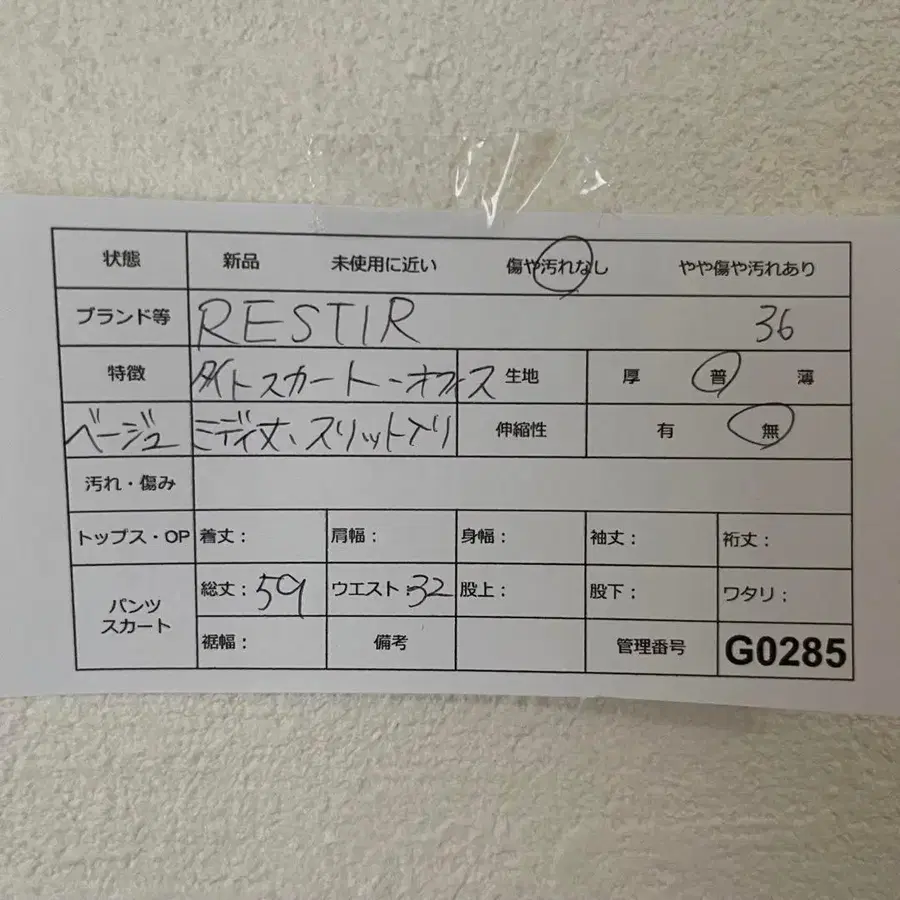 状態 新品 未使用に近い 傷や汚れなし やや傷や汚れあり
ブランド等 RESTIR 36
特徴 タイトスカート-オフィス 生地 厚 普 薄
ベージュ ミディ丈、スリット入り 伸縮性 有 無
汚れ・傷み
トップス・OP 着丈: 肩幅: 身幅: 袖丈: 裄丈:
パンツ スカート 総丈:59 ウエスト:32 股上: 股下: ワタリ:
裾幅: 備考 管理番号 G0285